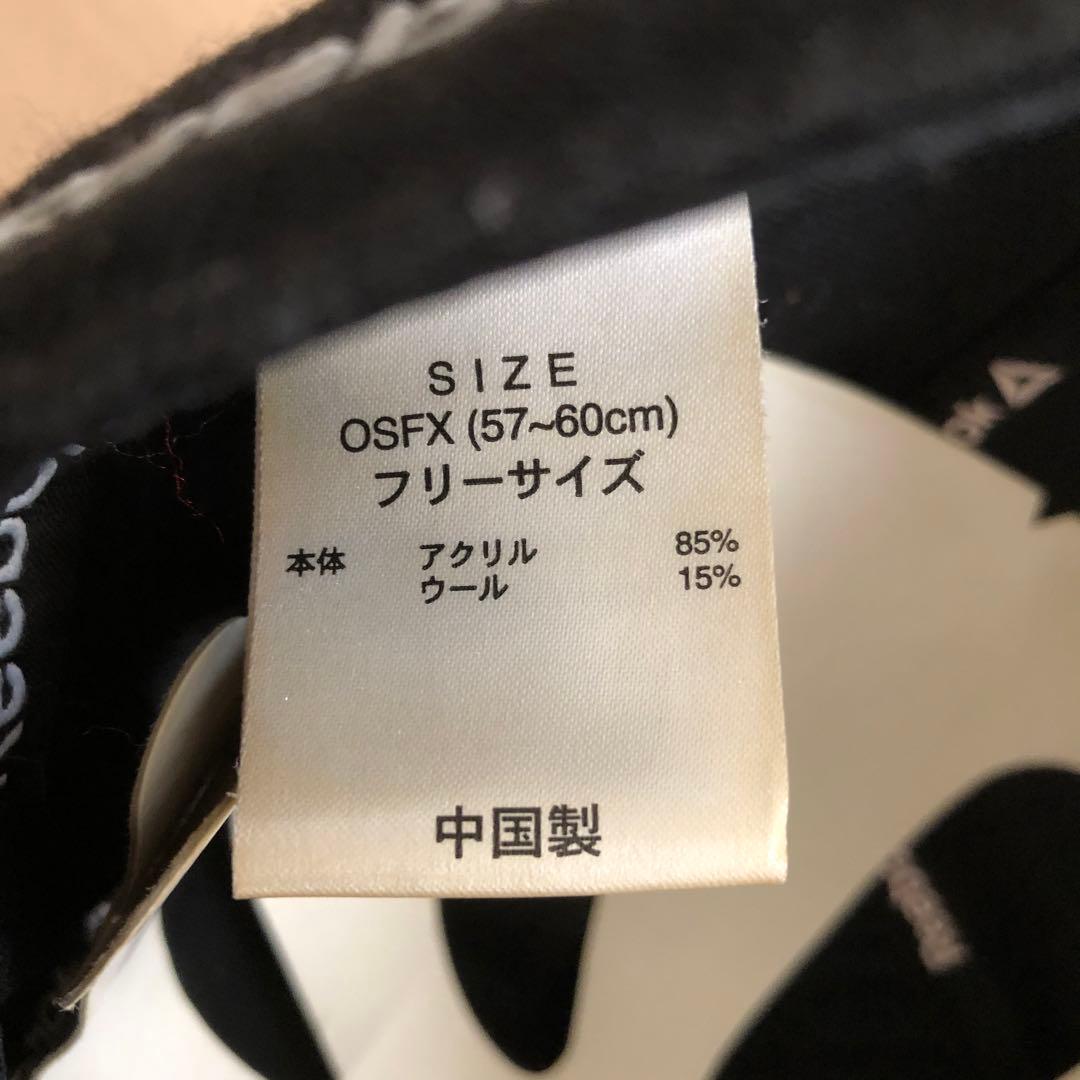 SIZE
OSFX (57~60cm)
フリーサイズ
本体 アクリル 85%
ウール 15%
中国製